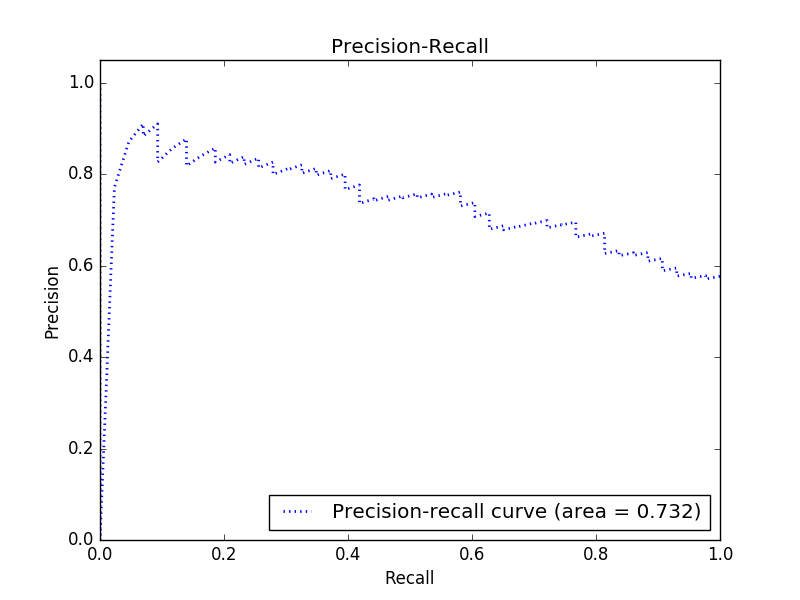 Precision-Recall
1.0
0.8
0.6
0.4
0.2
0.0
Precision
0.0 0.2 0.4 0.6 0.8 1.0
Recall
Precision-recall curve (area = 0.732)